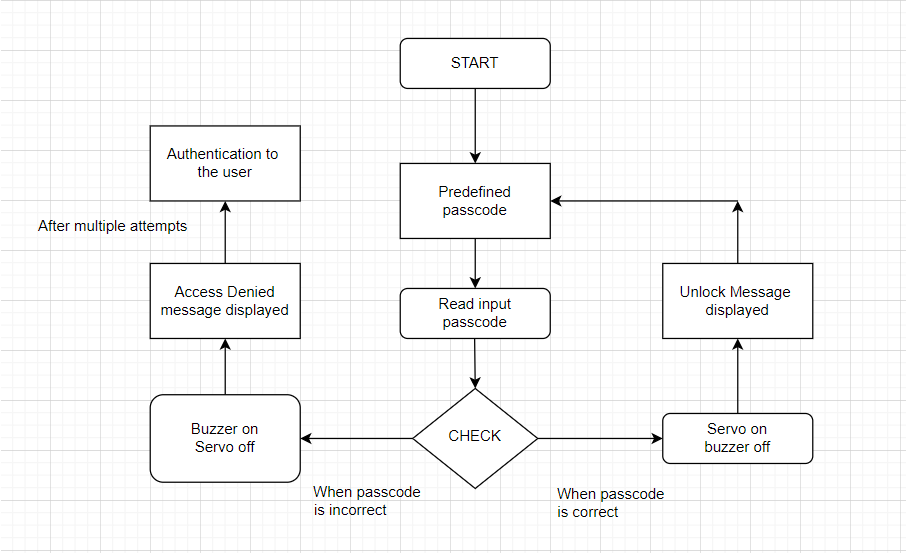 START
Authentication to
the user
Predefined
passcode
After multiple attempts
Access Denied
message displayed
Read input
passcode
Unlock Message
displayed
Buzzer on
Servo off
CHECK
Servo on
buzzer off
When passcode
is incorrect
When passcode
is correct